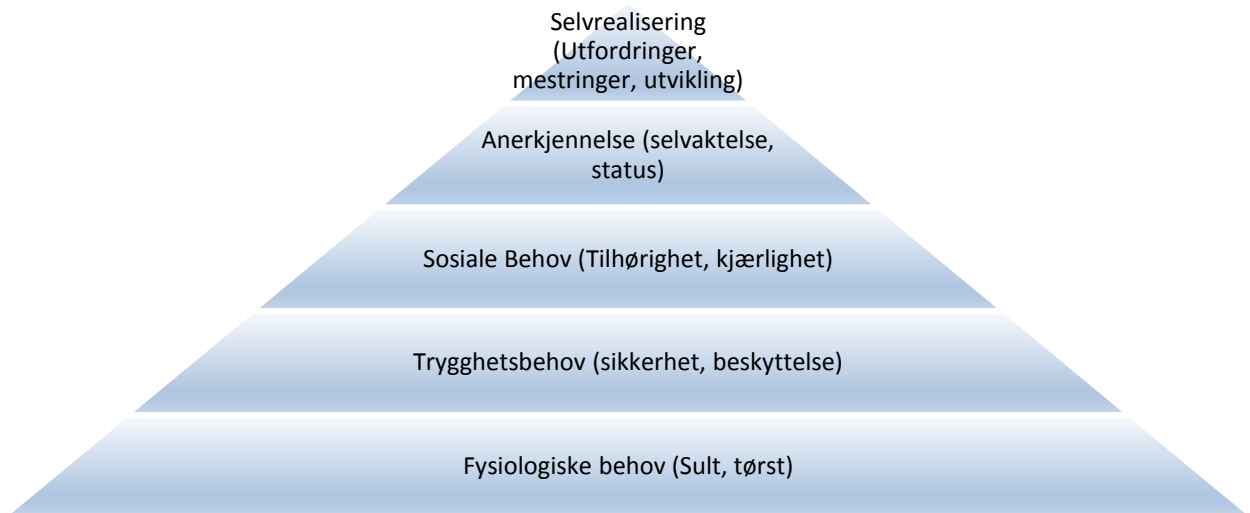 Selvrealisering
(Utfordringer,
mestringer, utvikling)
Anerkjennelse (selvaktelse,
status)
Sosiale Behov (Tilhørighet, kjærlighet)
Trygghetsbehov (sikkerhet, beskyttelse)
Fysiologiske behov (Sult, tørst)